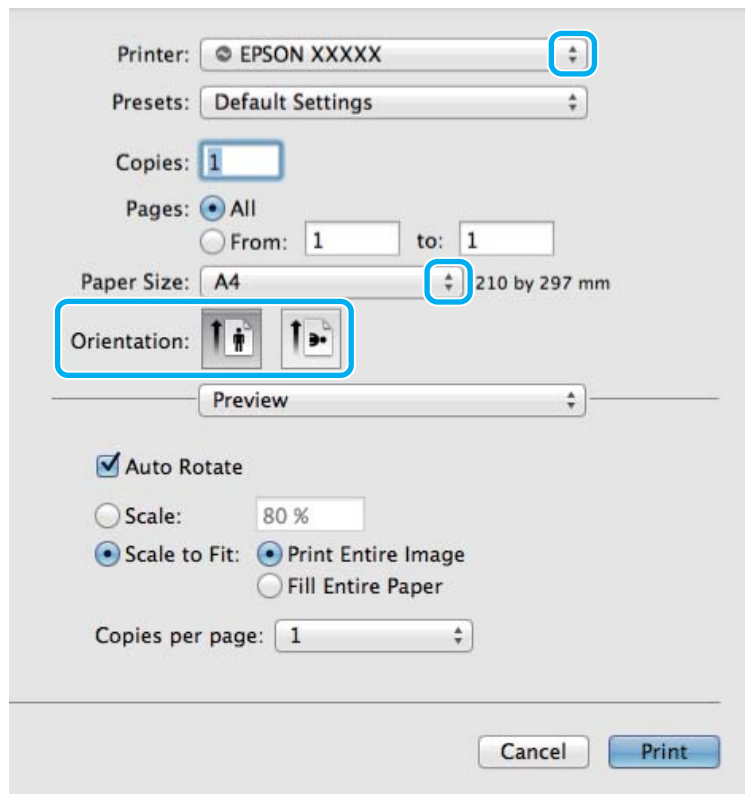 Printer: EPSON XXXXX
Presets: Default Settings
Copies: 1
Pages: All
From: 1 to: 1
Paper Size: A4 210 by 297 mm
Orientation:
Preview
Auto Rotate
Scale: 80 %
Scale to Fit: Print Entire Image
Fill Entire Paper
Copies per page: 1
Cancel Print